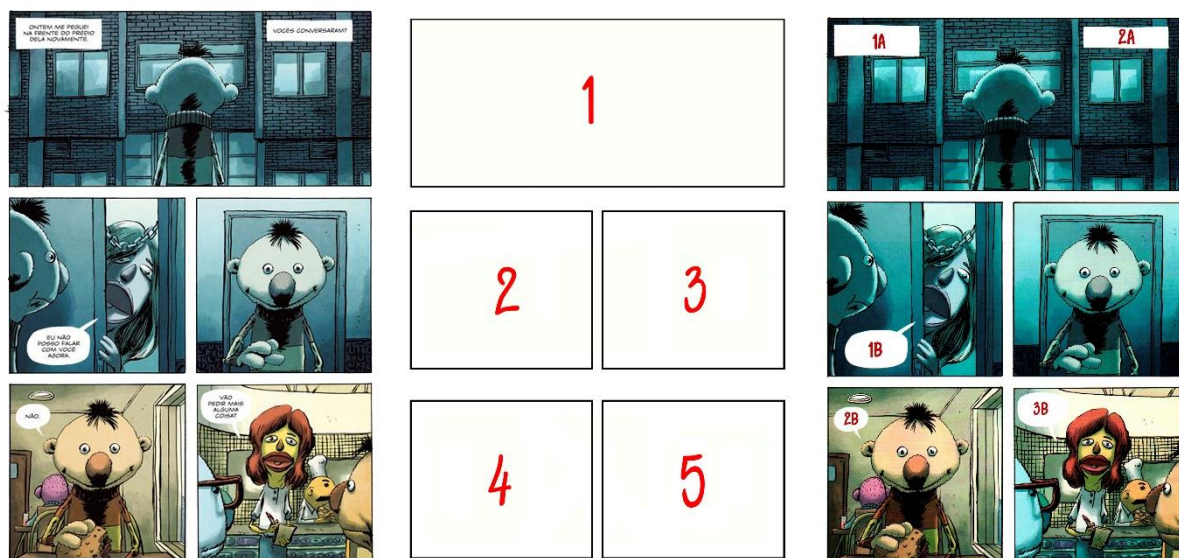 ONTEM ME PEGUEI
NA FRENTE DO PRÉDIO
DELA NOVAMENTE.
VOCÊS CONVERSARAM?
EU NÃO
POSSO FALAR
COM VOCÊ
AGORA.
NÃO.
VÃO
PEDIR MAIS
ALGUMA
COISA?
1
2
3
4
5
1A
2A
1B
2B
3B